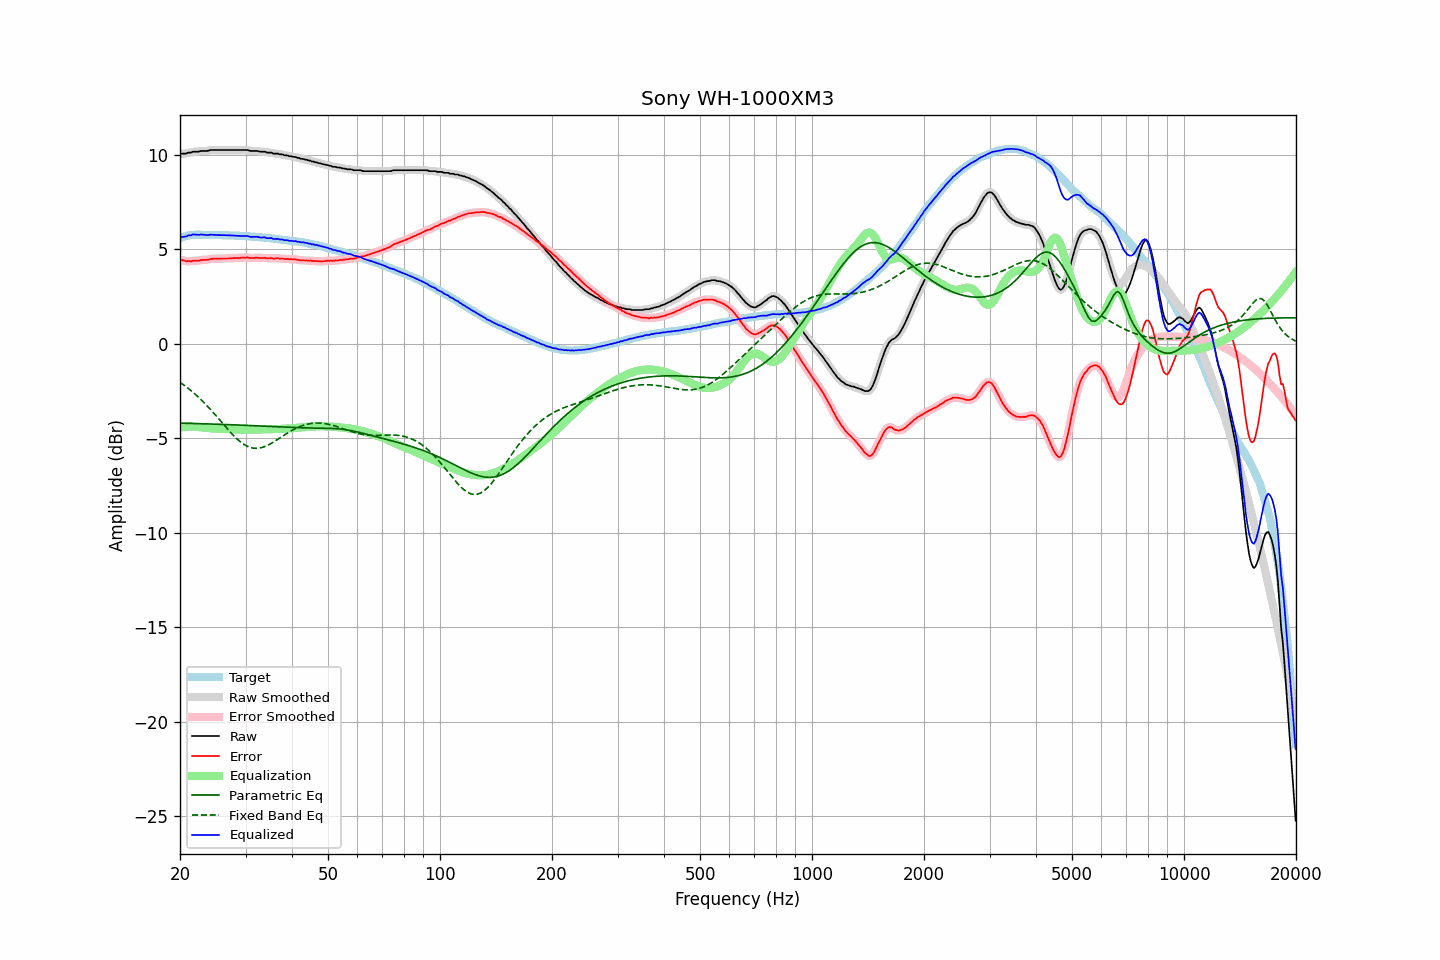 Sony WH-1000XM3
Amplitude (dBr)
10
5
0
−5
−10
−15
−20
−25
Target
Raw Smoothed
Error Smoothed
Raw
Error
Equalization
Parametric Eq
Fixed Band Eq
Equalized
20 50 100 200 500 1000 2000 5000 10000 20000
Frequency (Hz)